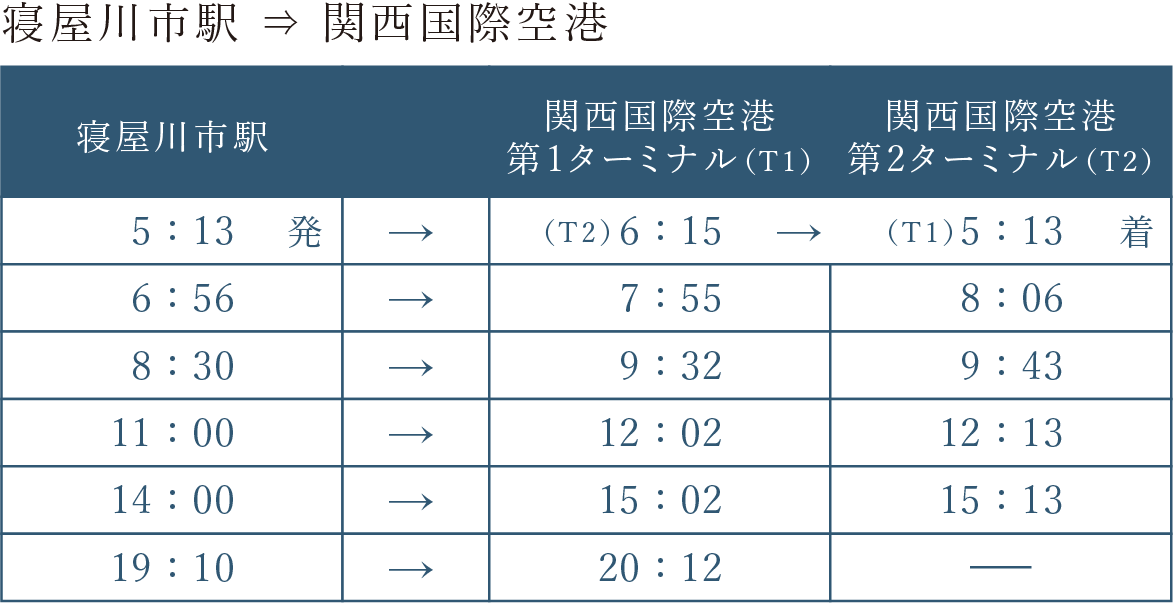 寝屋川市駅 ⇒ 関西国際空港
寝屋川市駅
関西国際空港
第1ターミナル(T1)
関西国際空港
第2ターミナル(T2)
5:13 発 → (T2)6:15 → (T1)5:13 着
6:56 → 7:55 8:06
8:30 → 9:32 9:43
11:00 → 12:02 12:13
14:00 → 15:02 15:13
19:10 → 20:12 —